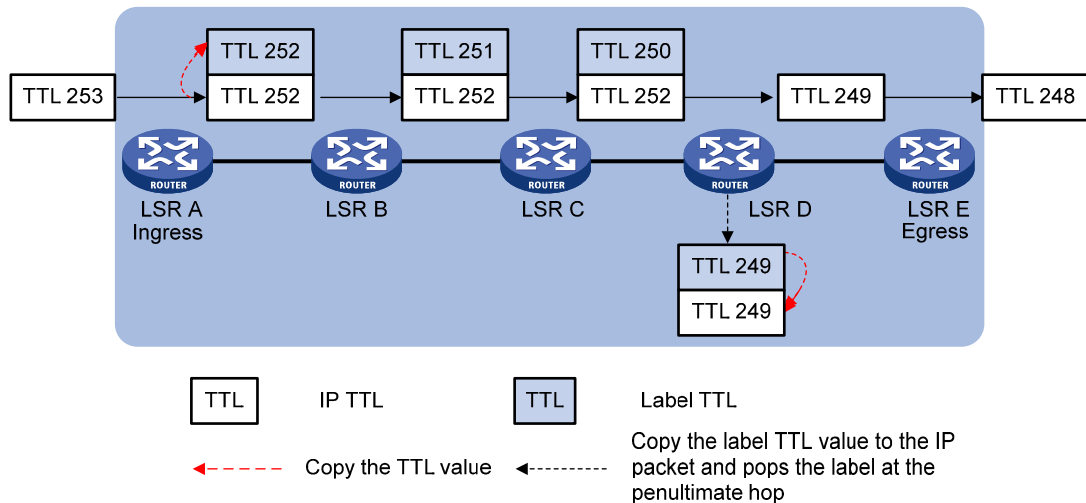 TTL 252
TTL 251
TTL 250
TTL 253
TTL 252
TTL 252
TTL 252
TTL 249
TTL 248
ROUTER
ROUTER
ROUTER
ROUTER
ROUTER
LSR A
Ingress
LSR B
LSR C
LSR D
LSR E
Egress
TTL 249
TTL 249
TTL
IP TTL
TTL
Label TTL
Copy the TTL value
Copy the label TTL value to the IP
packet and pops the label at the
penultimate hop